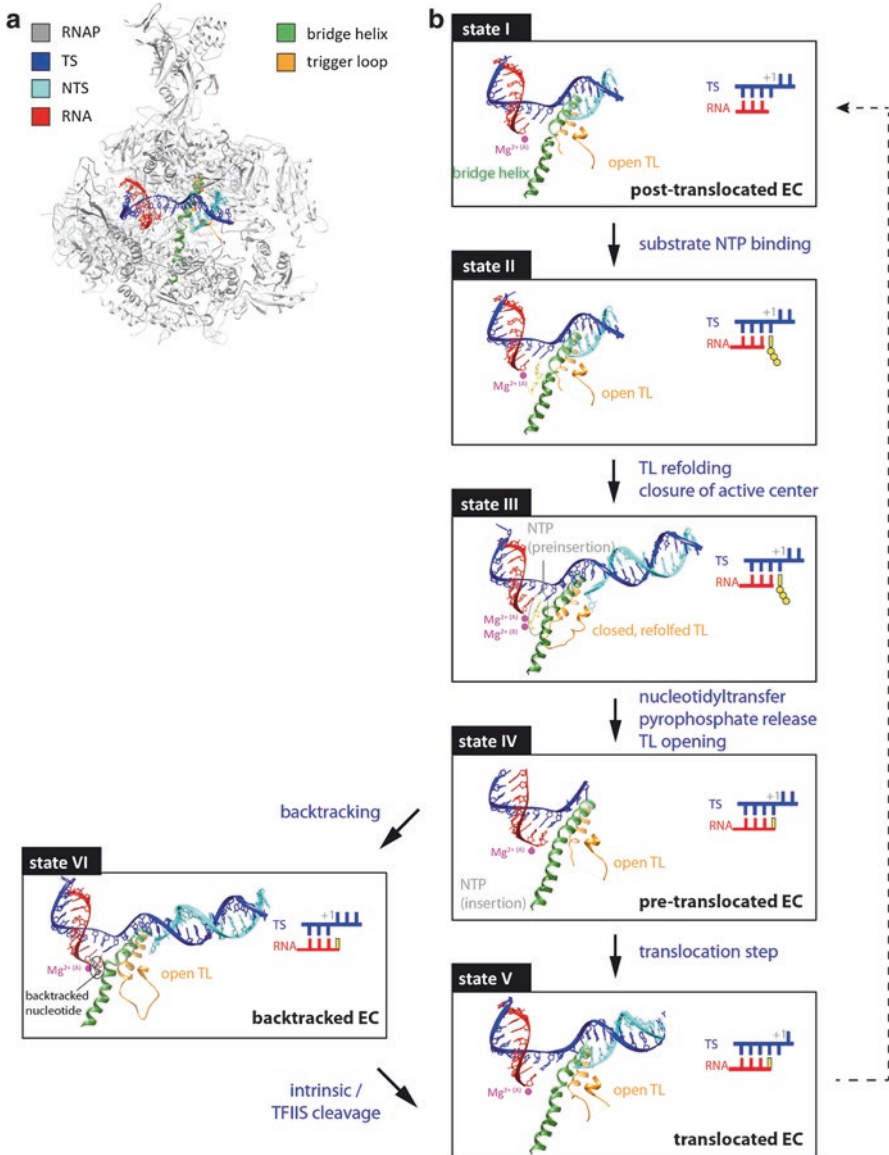 a
RNAP
TS
NTS
RNA
bridge helix
trigger loop
b
state I
Mg2+ (A)
bridge helix
open TL
TS
+1
RNA
post-translocated EC
substrate NTP binding
state II
Mg2+ (A)
open TL
TS
+1
RNA
TL refolding
closure of active center
state III
NTP
(preinsertion)
Mg2+ (A)
Mg2+ (B)
closed, refolfed TL
TS
+1
RNA
nucleotidyltransfer
pyrophosphate release
TL opening
state IV
Mg2+ (A)
open TL
NTP
(insertion)
TS
+1
RNA
pre-translocated EC
backtracking
state VI
Mg2+ (A)
backtracked
nucleotide
open TL
TS
+1
RNA
backtracked EC
translocation step
intrinsic /
TFIIS cleavage
state V
Mg2+ (A)
open TL
TS
+1
RNA
translocated EC